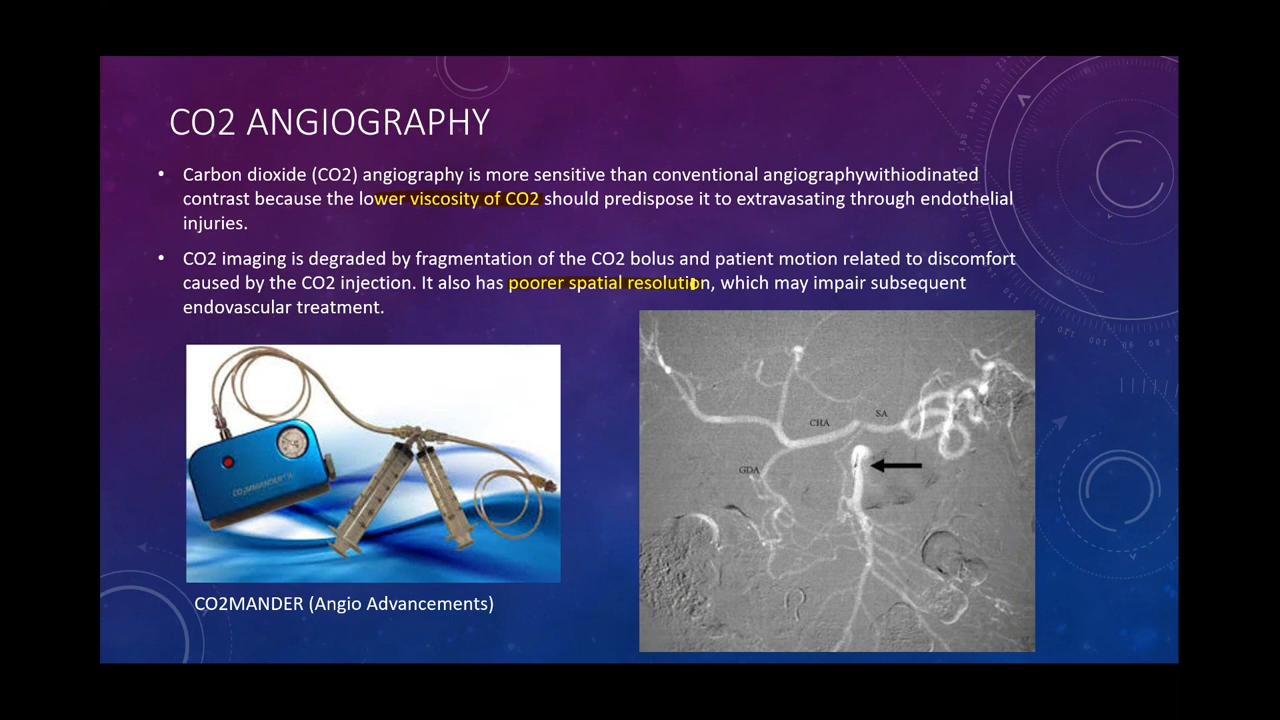 CO2 ANGIOGRAPHY
• Carbon dioxide (CO2) angiography is more sensitive than conventional angiographywithiodinated
contrast because the lower viscosity of CO2 should predispose it to extravasating through endothelial
injuries.
• CO2 imaging is degraded by fragmentation of the CO2 bolus and patient motion related to discomfort
caused by the CO2 injection. It also has poorer spatial resolution, which may impair subsequent
endovascular treatment.
CO2MANDER
CHA
SA
GDA
CO2MANDER (Angio Advancements)